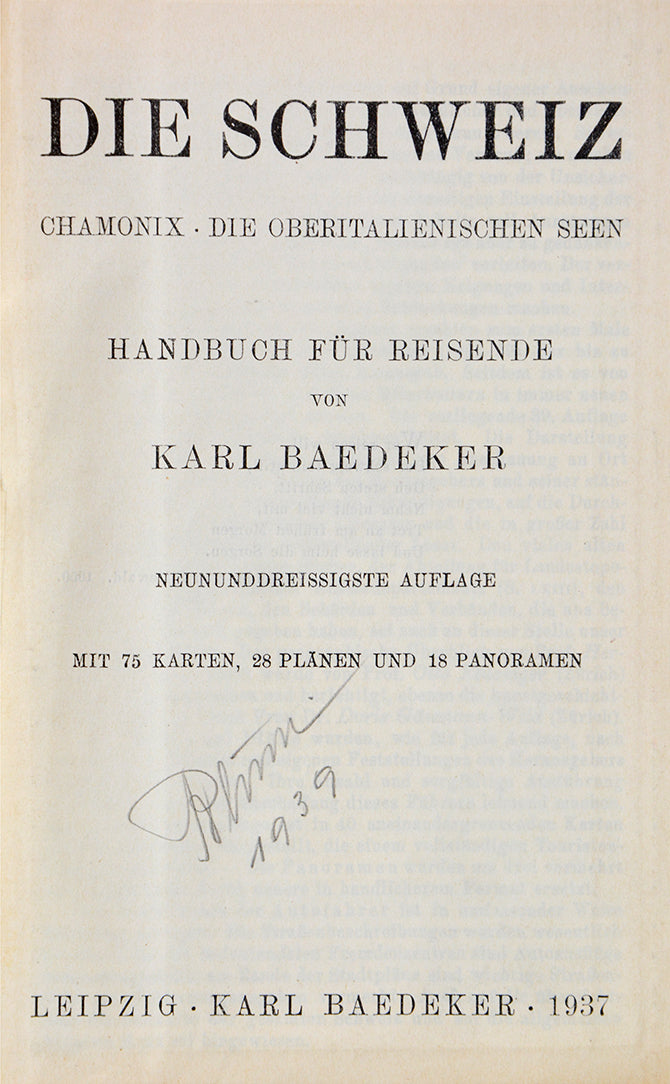 DIE SCHWEIZ
CHAMONIX · DIE OBERITALIENISCHEN SEEN
HANDBUCH FÜR REISENDE
VON
KARL BAEDEKER
NEUNUNDDREISSIGSTE AUFLAGE
MIT 75 KARTEN, 28 PLÄNEN UND 18 PANORAMEN
1939
LEIPZIG · KARL BAEDEKER · 1937